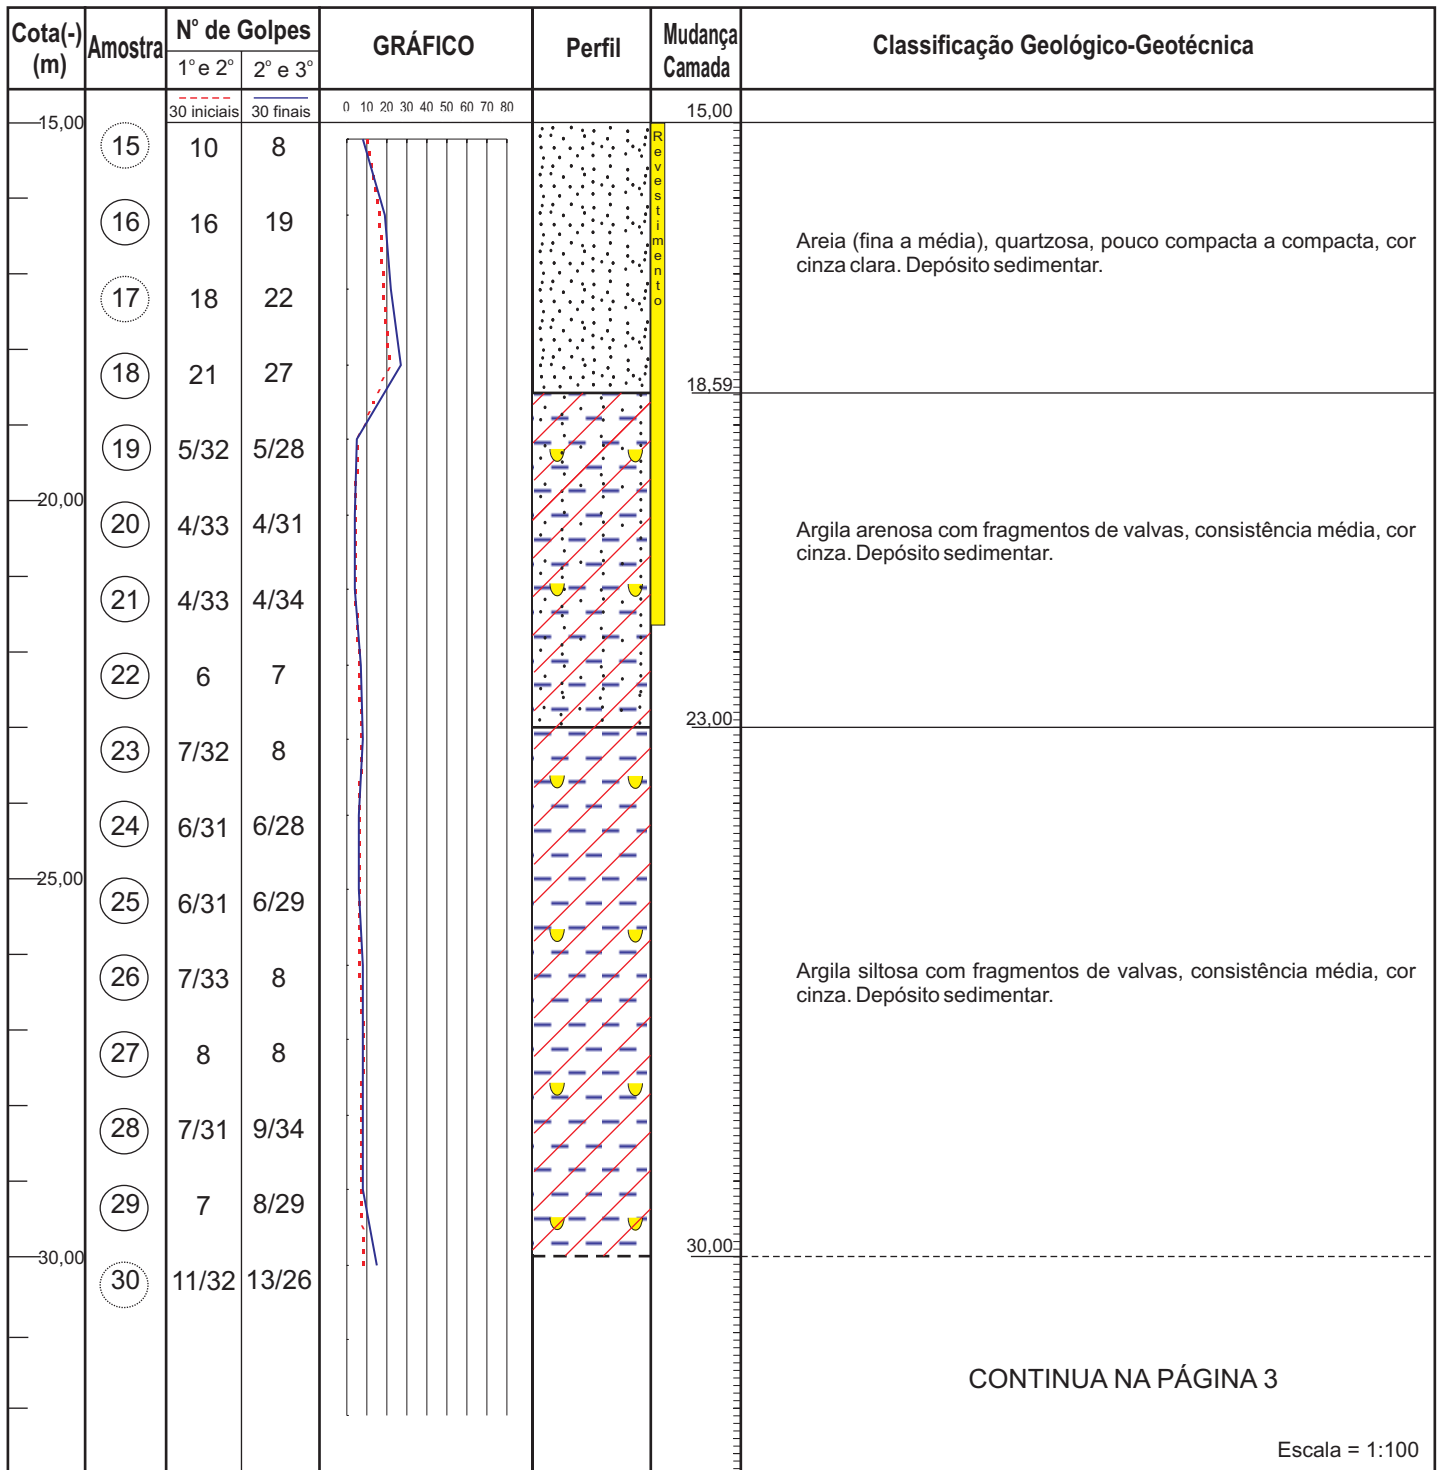 Cota(-) (m) Amostra N° de Golpes GRÁFICO Perfil Mudança Camada Classificação Geológico-Geotécnica
1° e 2° 2° e 3°
30 iniciais 30 finais 0 10 20 30 40 50 60 70 80 15,00
15,00
15 10 8
Revestimento
16 16 19
Areia (fina a média), quartzosa, pouco compacta a compacta, cor
cinza clara. Depósito sedimentar.
17 18 22
18 21 27
18,59
19 5/32 5/28
20,00
20 4/33 4/31
Argila arenosa com fragmentos de valvas, consistência média, cor
cinza. Depósito sedimentar.
21 4/33 4/34
22 6 7
23,00
23 7/32 8
24 6/31 6/28
25,00
25 6/31 6/29
26 7/33 8
Argila siltosa com fragmentos de valvas, consistência média, cor
cinza. Depósito sedimentar.
27 8 8
28 7/31 9/34
29 7 8/29
30,00 30,00
30 11/32 13/26
CONTINUA NA PÁGINA 3
Escala = 1:100